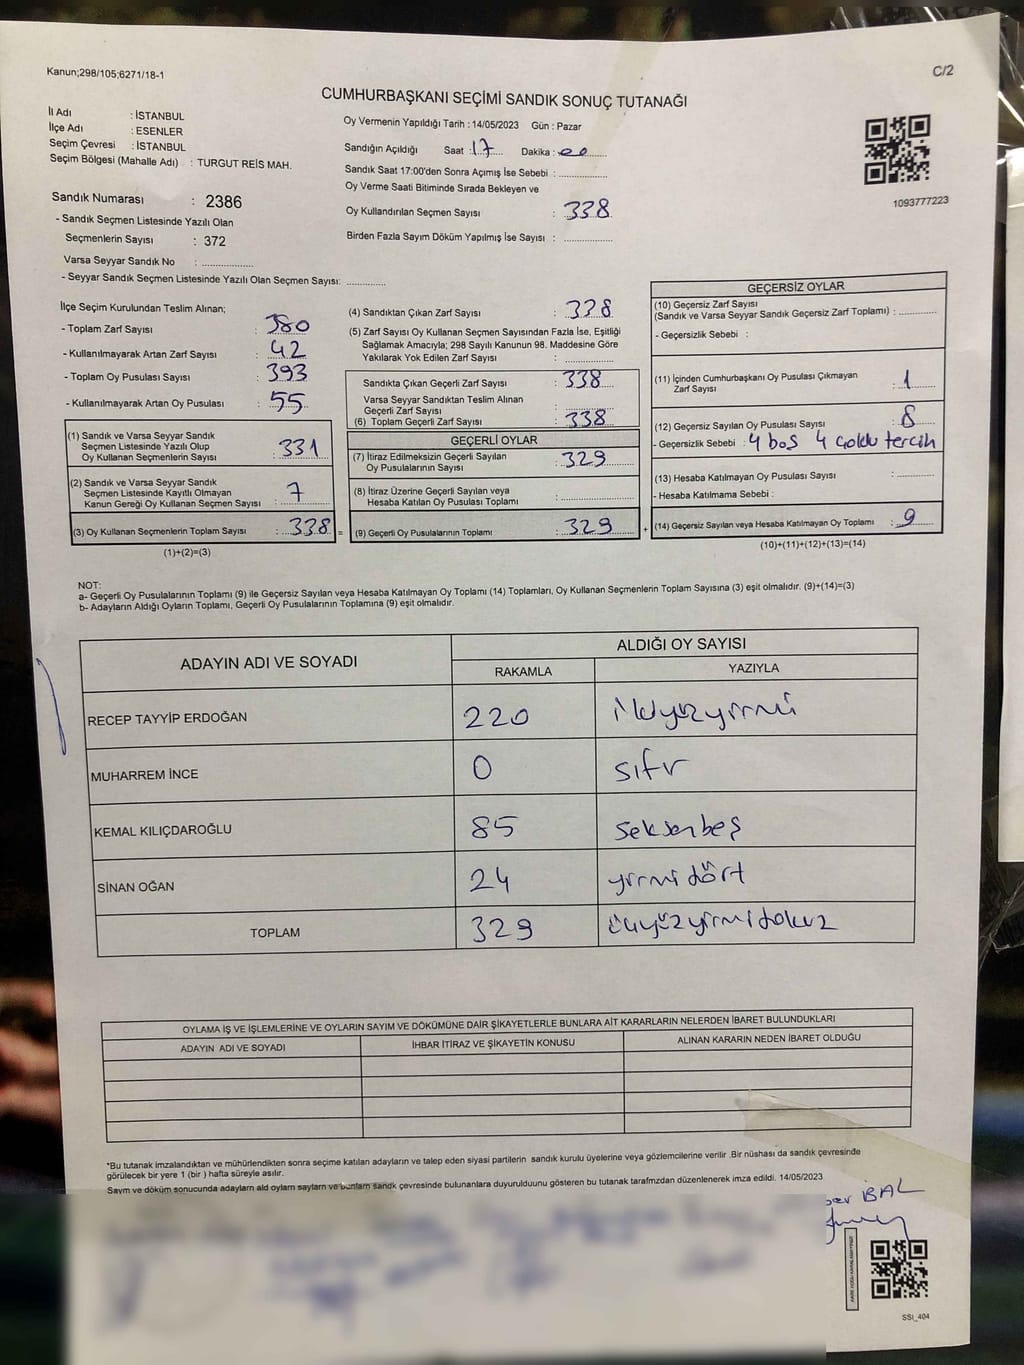 Kanun;298/105;6271/18-1
C/2
CUMHURBAŞKANI SEÇİMİ SANDIK SONUÇ TUTANAĞI
İl Adı : İSTANBUL
İlçe Adı : ESENLER
Seçim Çevresi : İSTANBUL
Seçim Bölgesi (Mahalle Adı) : TURGUT REİS MAH.
Sandık Numarası : 2386
- Sandık Seçmen Listesinde Yazılı Olan
Seçmenlerin Sayısı : 372
Varsa Seyyar Sandık No : ..............
- Seyyar Sandık Seçmen Listesinde Yazılı Olan Seçmen Sayısı: ............
Oy Vermenin Yapıldığı Tarih : 14/05/2023 Gün : Pazar
Sandığın Açıldığı Saat : 17 Dakika : 00
Sandık Saat 17:00'den Sonra Açımış İse Sebebi : ..............
Oy Verme Saati Bitiminde Sırada Bekleyen ve
Oy Kullandırılan Seçmen Sayısı : 338
Birden Fazla Sayım Döküm Yapılmış İse Sayısı : ..............
1093777223
İlçe Seçim Kurulundan Teslim Alınan;
- Toplam Zarf Sayısı : 380
- Kullanılmayarak Artan Zarf Sayısı : 42
- Toplam Oy Pusulası Sayısı : 393
- Kullanılmayarak Artan Oy Pusulası : 55
(1) Sandık ve Varsa Seyyar Sandık
Seçmen Listesinde Yazılı Olup
Oy Kullanan Seçmenlerin Sayısı : 331
(2) Sandık ve Varsa Seyyar Sandık
Seçmen Listesinde Kayıtlı Olmayan
Kanun Gereği Oy Kullanan Seçmen Sayısı : 7
(3) Oy Kullanan Seçmenlerin Toplam Sayısı : 338 =
(1)+(2)=(3)
(4) Sandıktan Çıkan Zarf Sayısı : 338
(5) Zarf Sayısı Oy Kullanan Seçmen Sayısından Fazla İse, Eşitliği
Sağlamak Amacıyla; 298 Sayılı Kanunun 98. Maddesine Göre
Yakılarak Yok Edilen Zarf Sayısı : ..............
Sandıkta Çıkan Geçerli Zarf Sayısı : 338
Varsa Seyyar Sandıktan Teslim Alınan
Geçerli Zarf Sayısı : ..............
(6) Toplam Geçerli Zarf Sayısı : 338
GEÇERLİ OYLAR
(7) İtiraz Edilmeksizin Geçerli Sayılan
Oy Pusulalarının Sayısı : 329
(8) İtiraz Üzerine Geçerli Sayılan veya
Hesaba Katılan Oy Pusulası Toplamı : ..............
(9) Geçerli Oy Pusulalarının Toplamı : 329 +
GEÇERSİZ OYLAR
(10) Geçersiz Zarf Sayısı
(Sandık ve Varsa Seyyar Sandık Geçersiz Zarf Toplamı) : ............
- Geçersizlik Sebebi :
(11) İçinden Cumhurbaşkanı Oy Pusulası Çıkmayan
Zarf Sayısı : 1
(12) Geçersiz Sayılan Oy Pusulası Sayısı : 8
- Geçersizlik Sebebi : 4 boş 4 çoklu tercih
(13) Hesaba Katılmayan Oy Pusulası Sayısı : ............
- Hesaba Katılmama Sebebi :
(14) Geçersiz Sayılan veya Hesaba Katılmayan Oy Toplamı : 9
(10)+(11)+(12)+(13)=(14)
NOT:
a- Geçerli Oy Pusulalarının Toplamı (9) ile Geçersiz Sayılan veya Hesaba Katılmayan Oy Toplamı (14) Toplamları, Oy Kullanan Seçmenlerin Toplam Sayısına (3) eşit olmalıdır. (9)+(14)=(3)
b- Adayların Aldığı Oyların Toplamı, Geçerli Oy Pusulalarının Toplamına (9) eşit olmalıdır.
ADAYIN ADI VE SOYADI
ALDIĞI OY SAYISI
RAKAMLA YAZIYLA
RECEP TAYYİP ERDOĞAN 220 ikiyüzyirmi
MUHARREM İNCE 0 sıfır
KEMAL KILIÇDAROĞLU 85 seksenbeş
SİNAN OĞAN 24 yirmi dört
TOPLAM 329 üçyüzyirmidokuz
OYLAMA İŞ VE İŞLEMLERİNE VE OYLARIN SAYIM VE DÖKÜMÜNE DAİR ŞİKAYETLERLE BUNLARA AİT KARARLARIN NELERDEN İBARET BULUNDUKLARI
ADAYIN ADI VE SOYADI İHBAR İTİRAZ VE ŞİKAYETİN KONUSU ALINAN KARARIN NEDEN İBARET OLDUĞU
*Bu tutanak imzalandıktan ve mühürlendikten sonra seçime katılan adayların ve talep eden siyasi partilerin sandık kurulu üyelerine veya gözlemcilerine verilir .Bir nüshası da sandık çevresinde
görülecek bir yere 1 (bir ) hafta süreyle asılır.
Sayım ve döküm sonucunda adayların aldığı oyların sayıları ve bunların sandık çevresinde bulunanlara duyurulduunu gösteren bu tutanak tarafımızdan düzenlenerek imza edildi. 14/05/2023
BAL
SSI_404